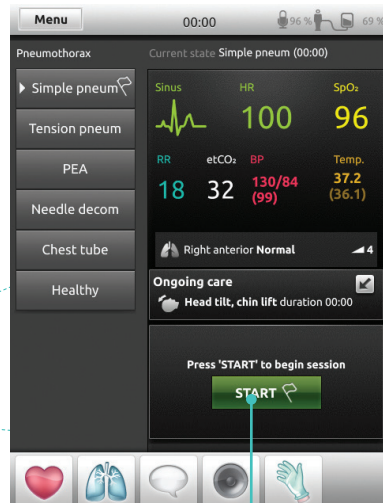 Menu 00:00 96 % 69 %
Pneumothorax Current state Simple pneum (00:00)
Simple pneum
Tension pneum
PEA
Needle decom
Chest tube
Healthy
Sinus HR SpO₂
100 96
RR etCO₂ BP Temp.
18 32 130/84 (99) 37.2 (36.1)
Right anterior Normal 4
Ongoing care
Head tilt, chin lift duration 00:00
Press 'START' to begin session
START